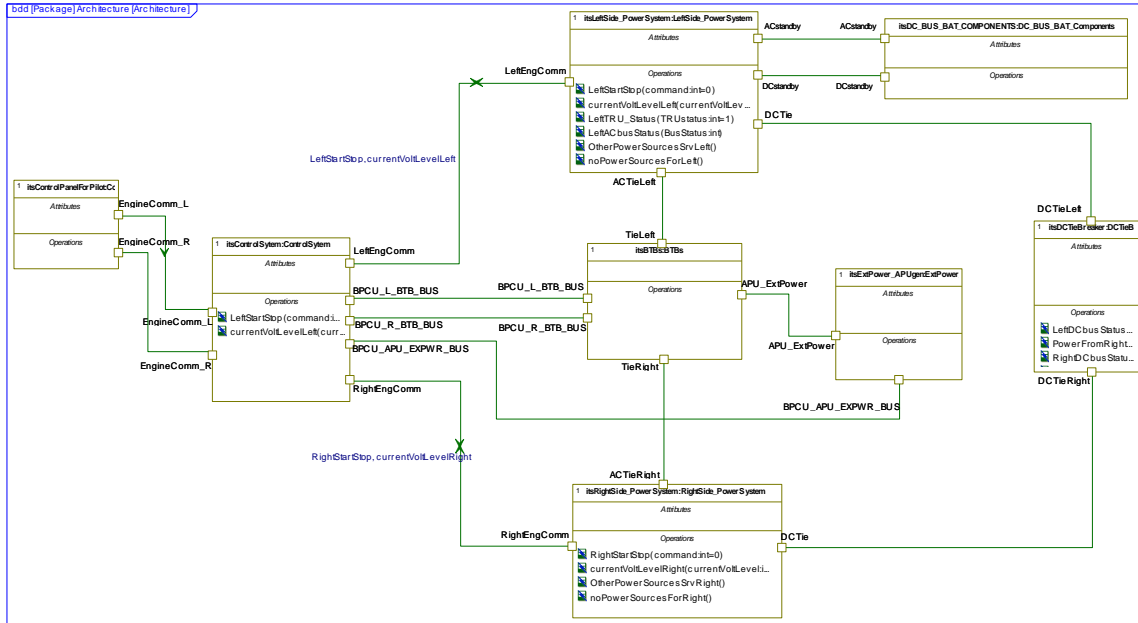 bdd [Package] Architecture [Architecture]
1 itsLeftSide_PowerSystem:LeftSide_PowerSystem
Attributes
Operations
LeftStartStop(command:int=0)
currentVoltLevelLeft(currentVoltLev...
LeftTRU_Status(TRUstatus:int=1)
LeftACbusStatus(BusStatus:int)
OtherPowerSourcesSrvLeft()
noPowerSourcesForLeft()
ACstandby
ACstandby
DCstandby
DCstandby
1 itsDC_BUS_BAT_COMPONENTS:DC_BUS_BAT_Components
Attributes
Operations
LeftEngComm
DCTie
ACTieLeft
LeftStartStop, currentVoltLevelLeft
1 itsControlPanelForPilot:Co
Attributes
Operations
EngineComm_L
EngineComm_R
1 itsControlSytem:ControlSytem
Attributes
Operations
LeftStartStop(command:i...
currentVoltLevelLeft(curr...
EngineComm_L
EngineComm_R
LeftEngComm
BPCU_L_BTB_BUS
BPCU_R_BTB_BUS
BPCU_APU_EXPWR_BUS
RightEngComm
TieLeft
1 itsBTBs:BTBs
Operations
BPCU_L_BTB_BUS
BPCU_R_BTB_BUS
TieRight
APU_ExtPower
1 itsExtPower_APUgen:ExtPower
Attributes
Operations
APU_ExtPower
BPCU_APU_EXPWR_BUS
DCTieLeft
1 itsDCTieBreaker:DCTieB
Attributes
Operations
LeftDCbusStatus...
PowerFromRight...
RightDCbusStatu...
DCTieRight
RightStartStop, currentVoltLevelRight
ACTieRight
1 itsRightSide_PowerSystem:RightSide_PowerSystem
Attributes
Operations
RightStartStop(command:int=0)
currentVoltLevelRight(currentVoltLevel:i...
OtherPowerSourcesSrvRight()
noPowerSourcesForRight()
RightEngComm
DCTie